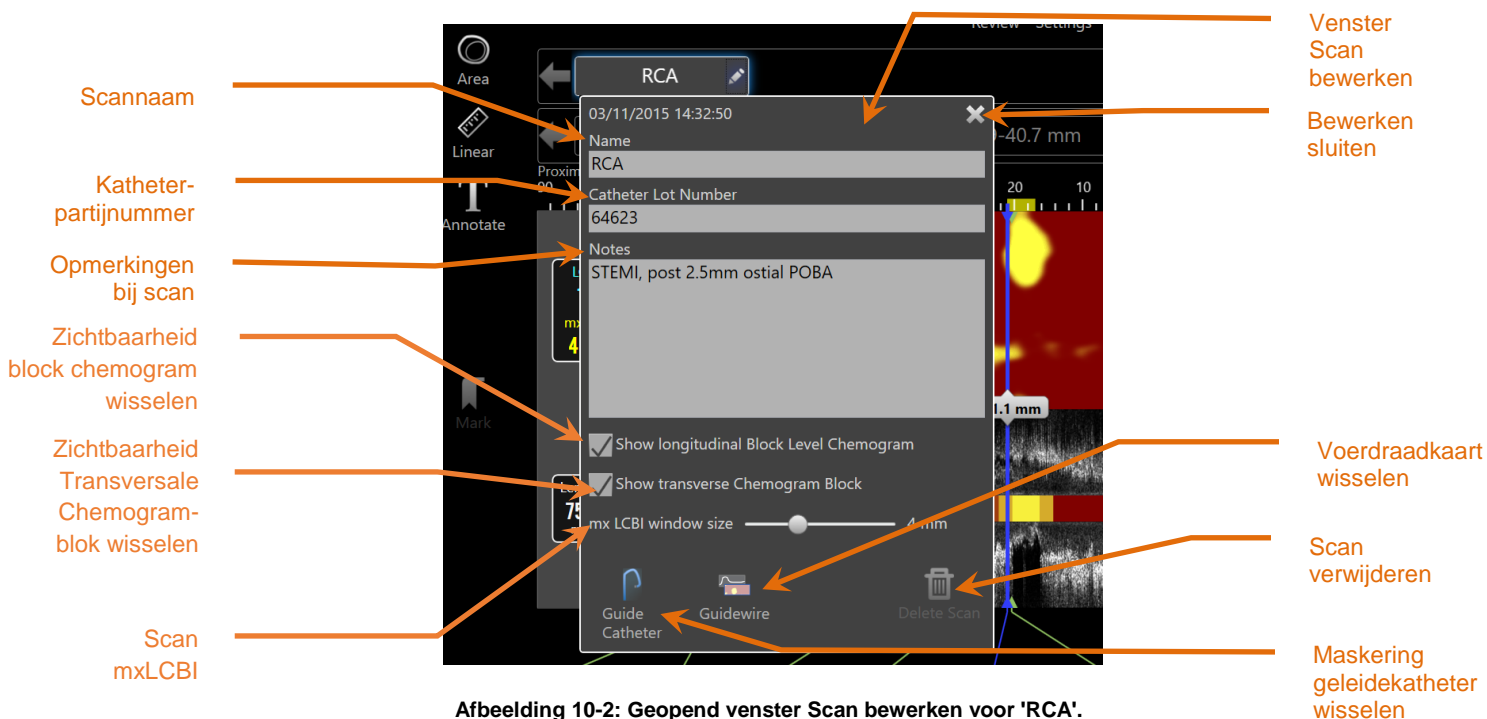 Scannaam
Katheter-
partijnummer
Opmerkingen
bij scan
Zichtbaarheid
block chemogram
wisselen
Zichtbaarheid
Transversale
Chemogram-
blok wisselen
Scan
mxLCBI
Area
Linear
Annotate
Mark
Settings
RCA
03/11/2015 14:32:50
Name
RCA
Catheter Lot Number
64623
Notes
STEMI, post 2.5mm ostial POBA
Show longitudinal Block Level Chemogram
Show transverse Chemogram Block
mx LCBI window size
4 mm
Guide
Catheter
Guidewire
Delete Scan
-40.7 mm
20 10
.1 mm
Venster
Scan
bewerken
Bewerken
sluiten
Voerdraadkaart
wisselen
Scan
verwijderen
Maskering
geleidekatheter
wisselen
Afbeelding 10-2: Geopend venster Scan bewerken voor 'RCA'.